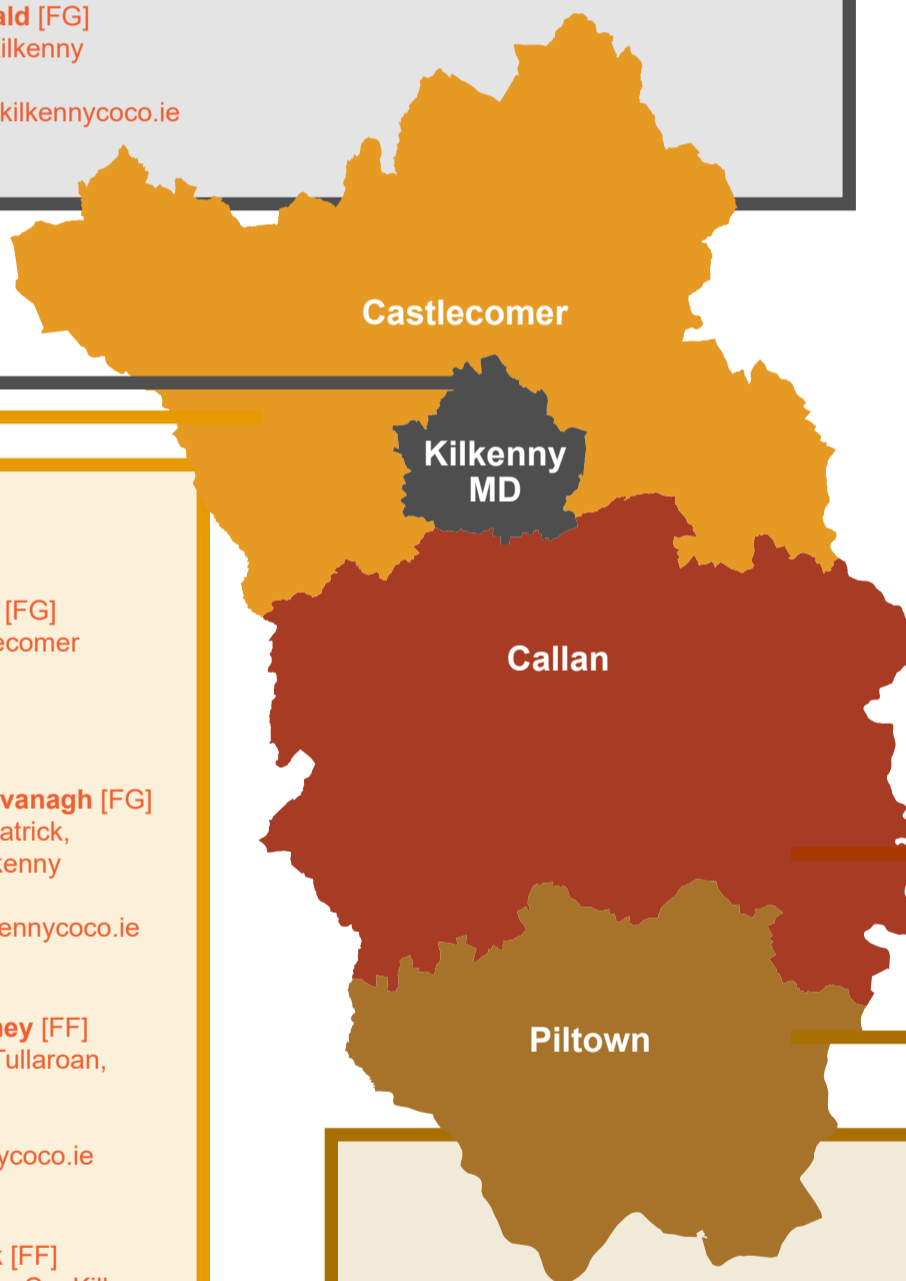 ald [FG]
ilkenny
kilkennycoco.ie
Castlecomer
Kilkenny
MD
[FG]
ecomer
Callan
vanagh [FG]
atrick,
kenny
ennycoco.ie
ney [FF]
Tullaroan,
Piltown
ycoco.ie
k [FF]